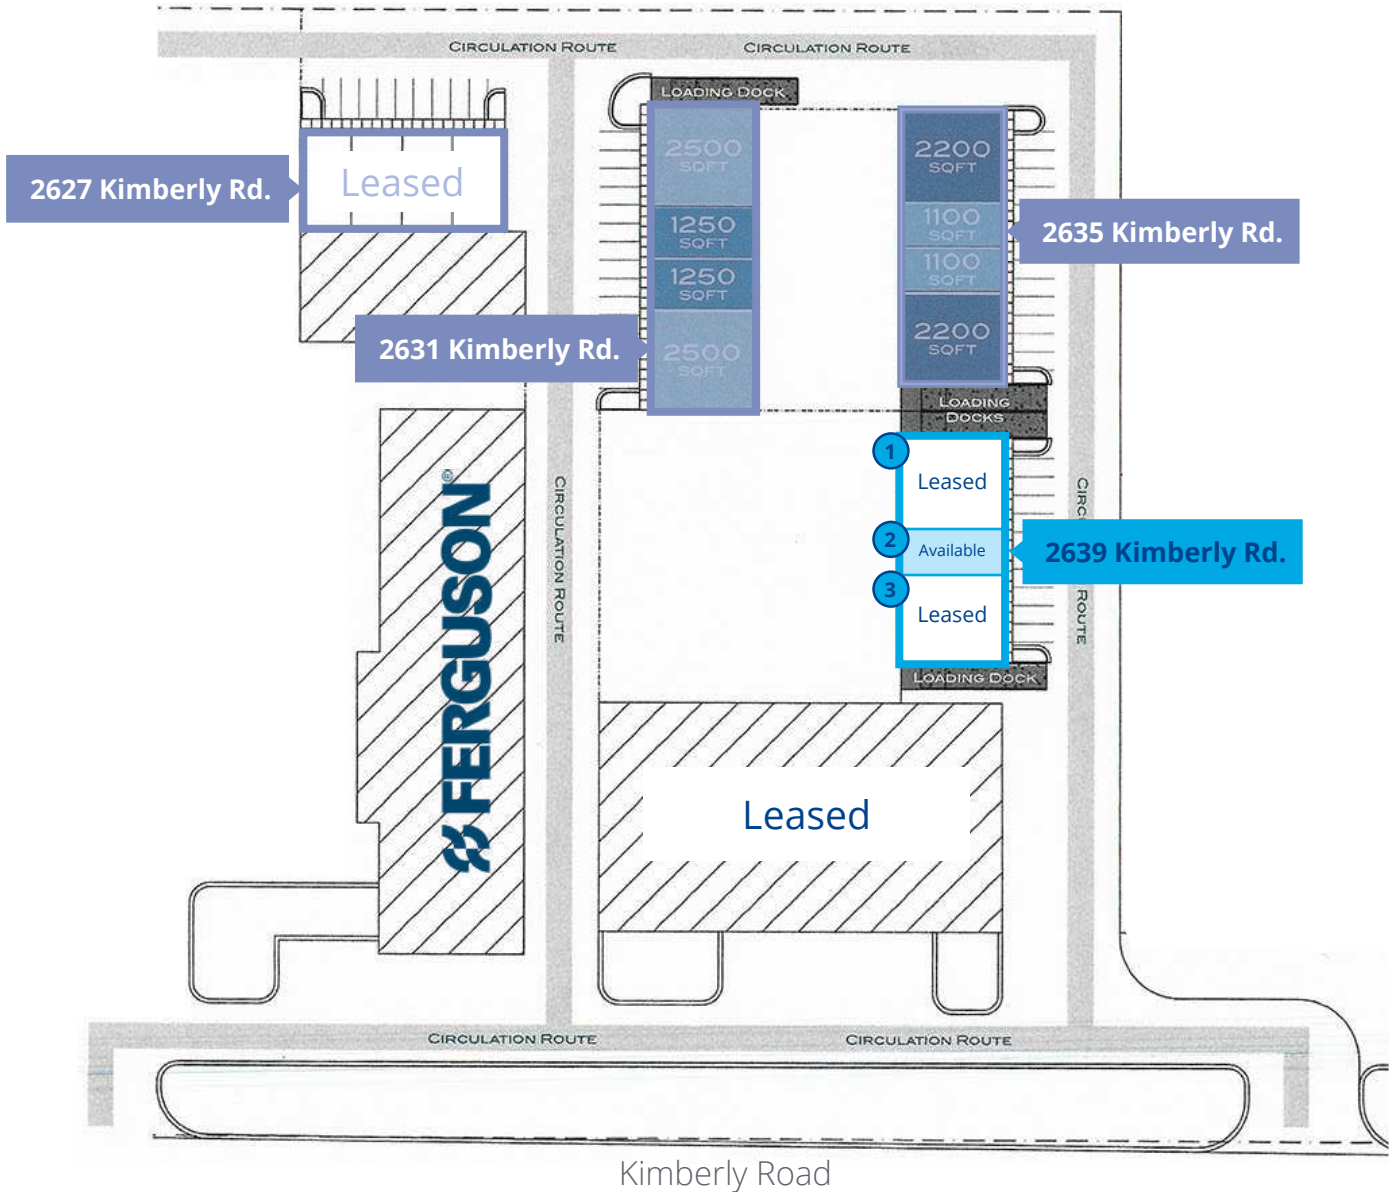 CIRCULATION ROUTE
CIRCULATION ROUTE
LOADING DOCK
2627 Kimberly Rd.
Leased
2500
SQFT
1250
SQFT
1250
SQFT
2500
SQFT
2631 Kimberly Rd.
2200
SQFT
1100
SQFT
1100
SQFT
2200
SQFT
2635 Kimberly Rd.
LOADING
DOCKS
1
Leased
2
Available
3
Leased
2639 Kimberly Rd.
LOADING DOCK
FERGUSON®
CIRCULATION ROUTE
ROUTE
Leased
CIRCULATION ROUTE
CIRCULATION ROUTE
Kimberly Road